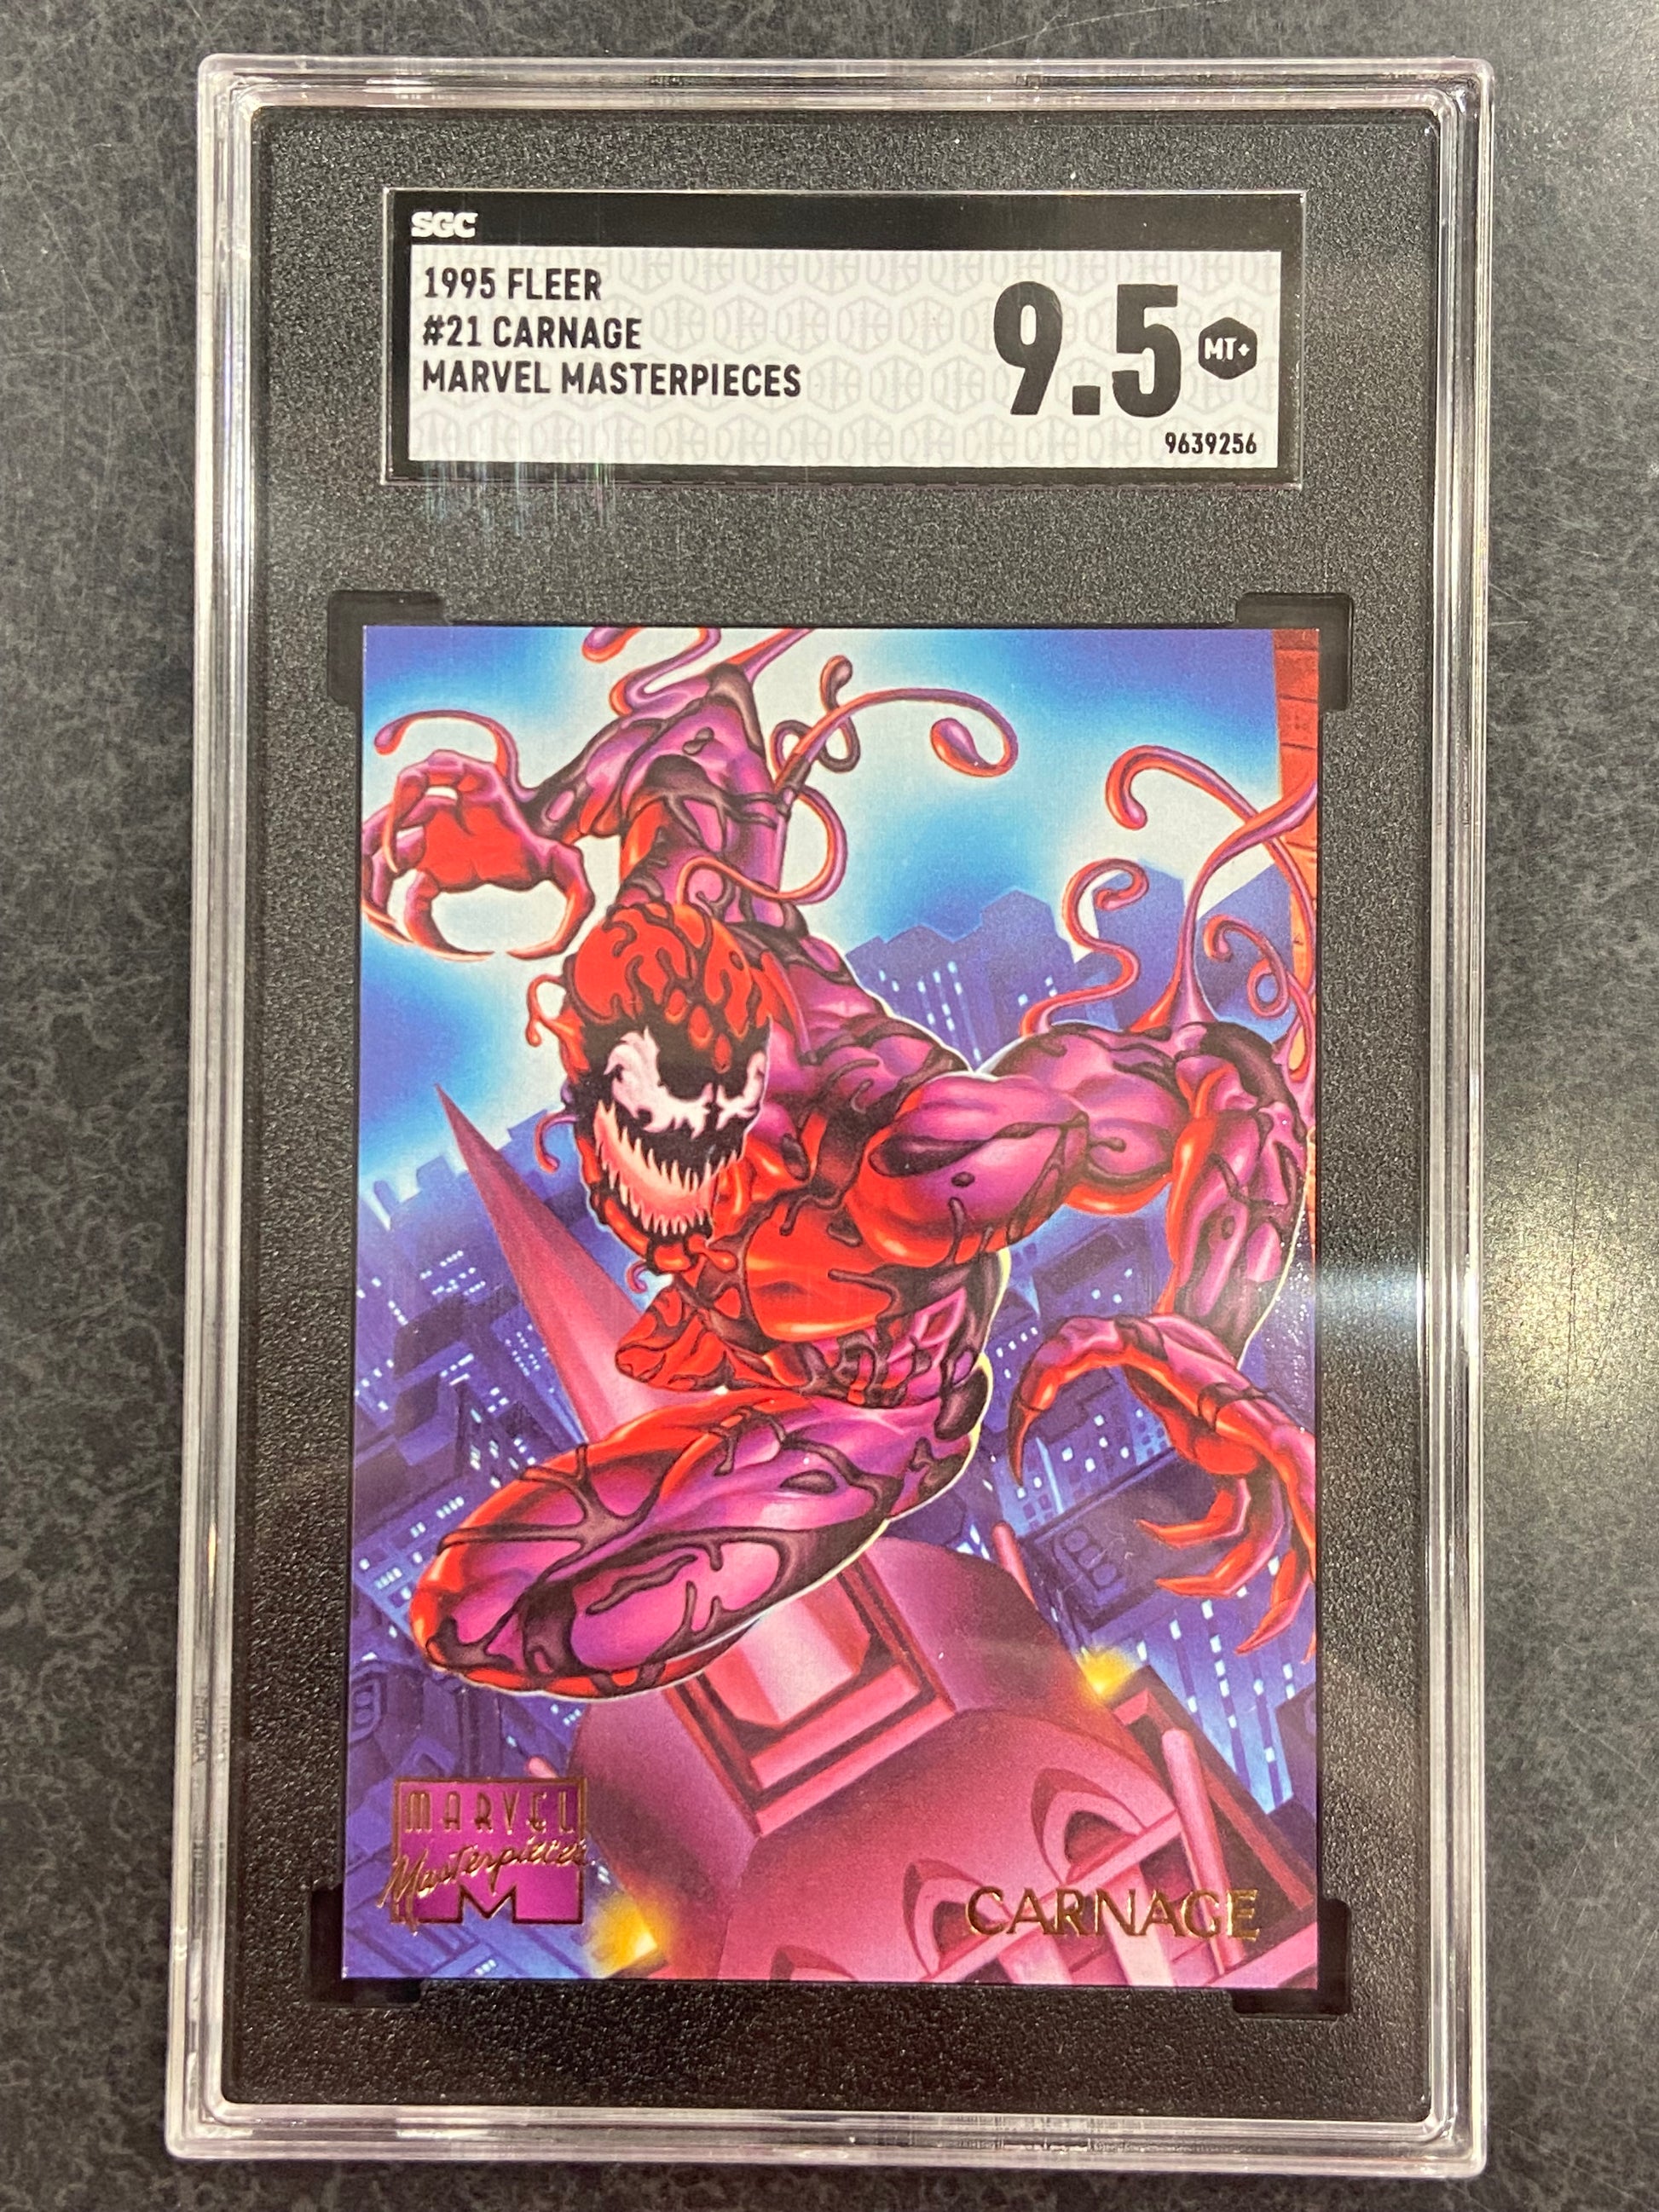 SGC
1995 FLEER
#21 CARNAGE
MARVEL MASTERPIECES
9.5
MT+
9639256
MARVEL
Masterpieces
M
CARNAGE